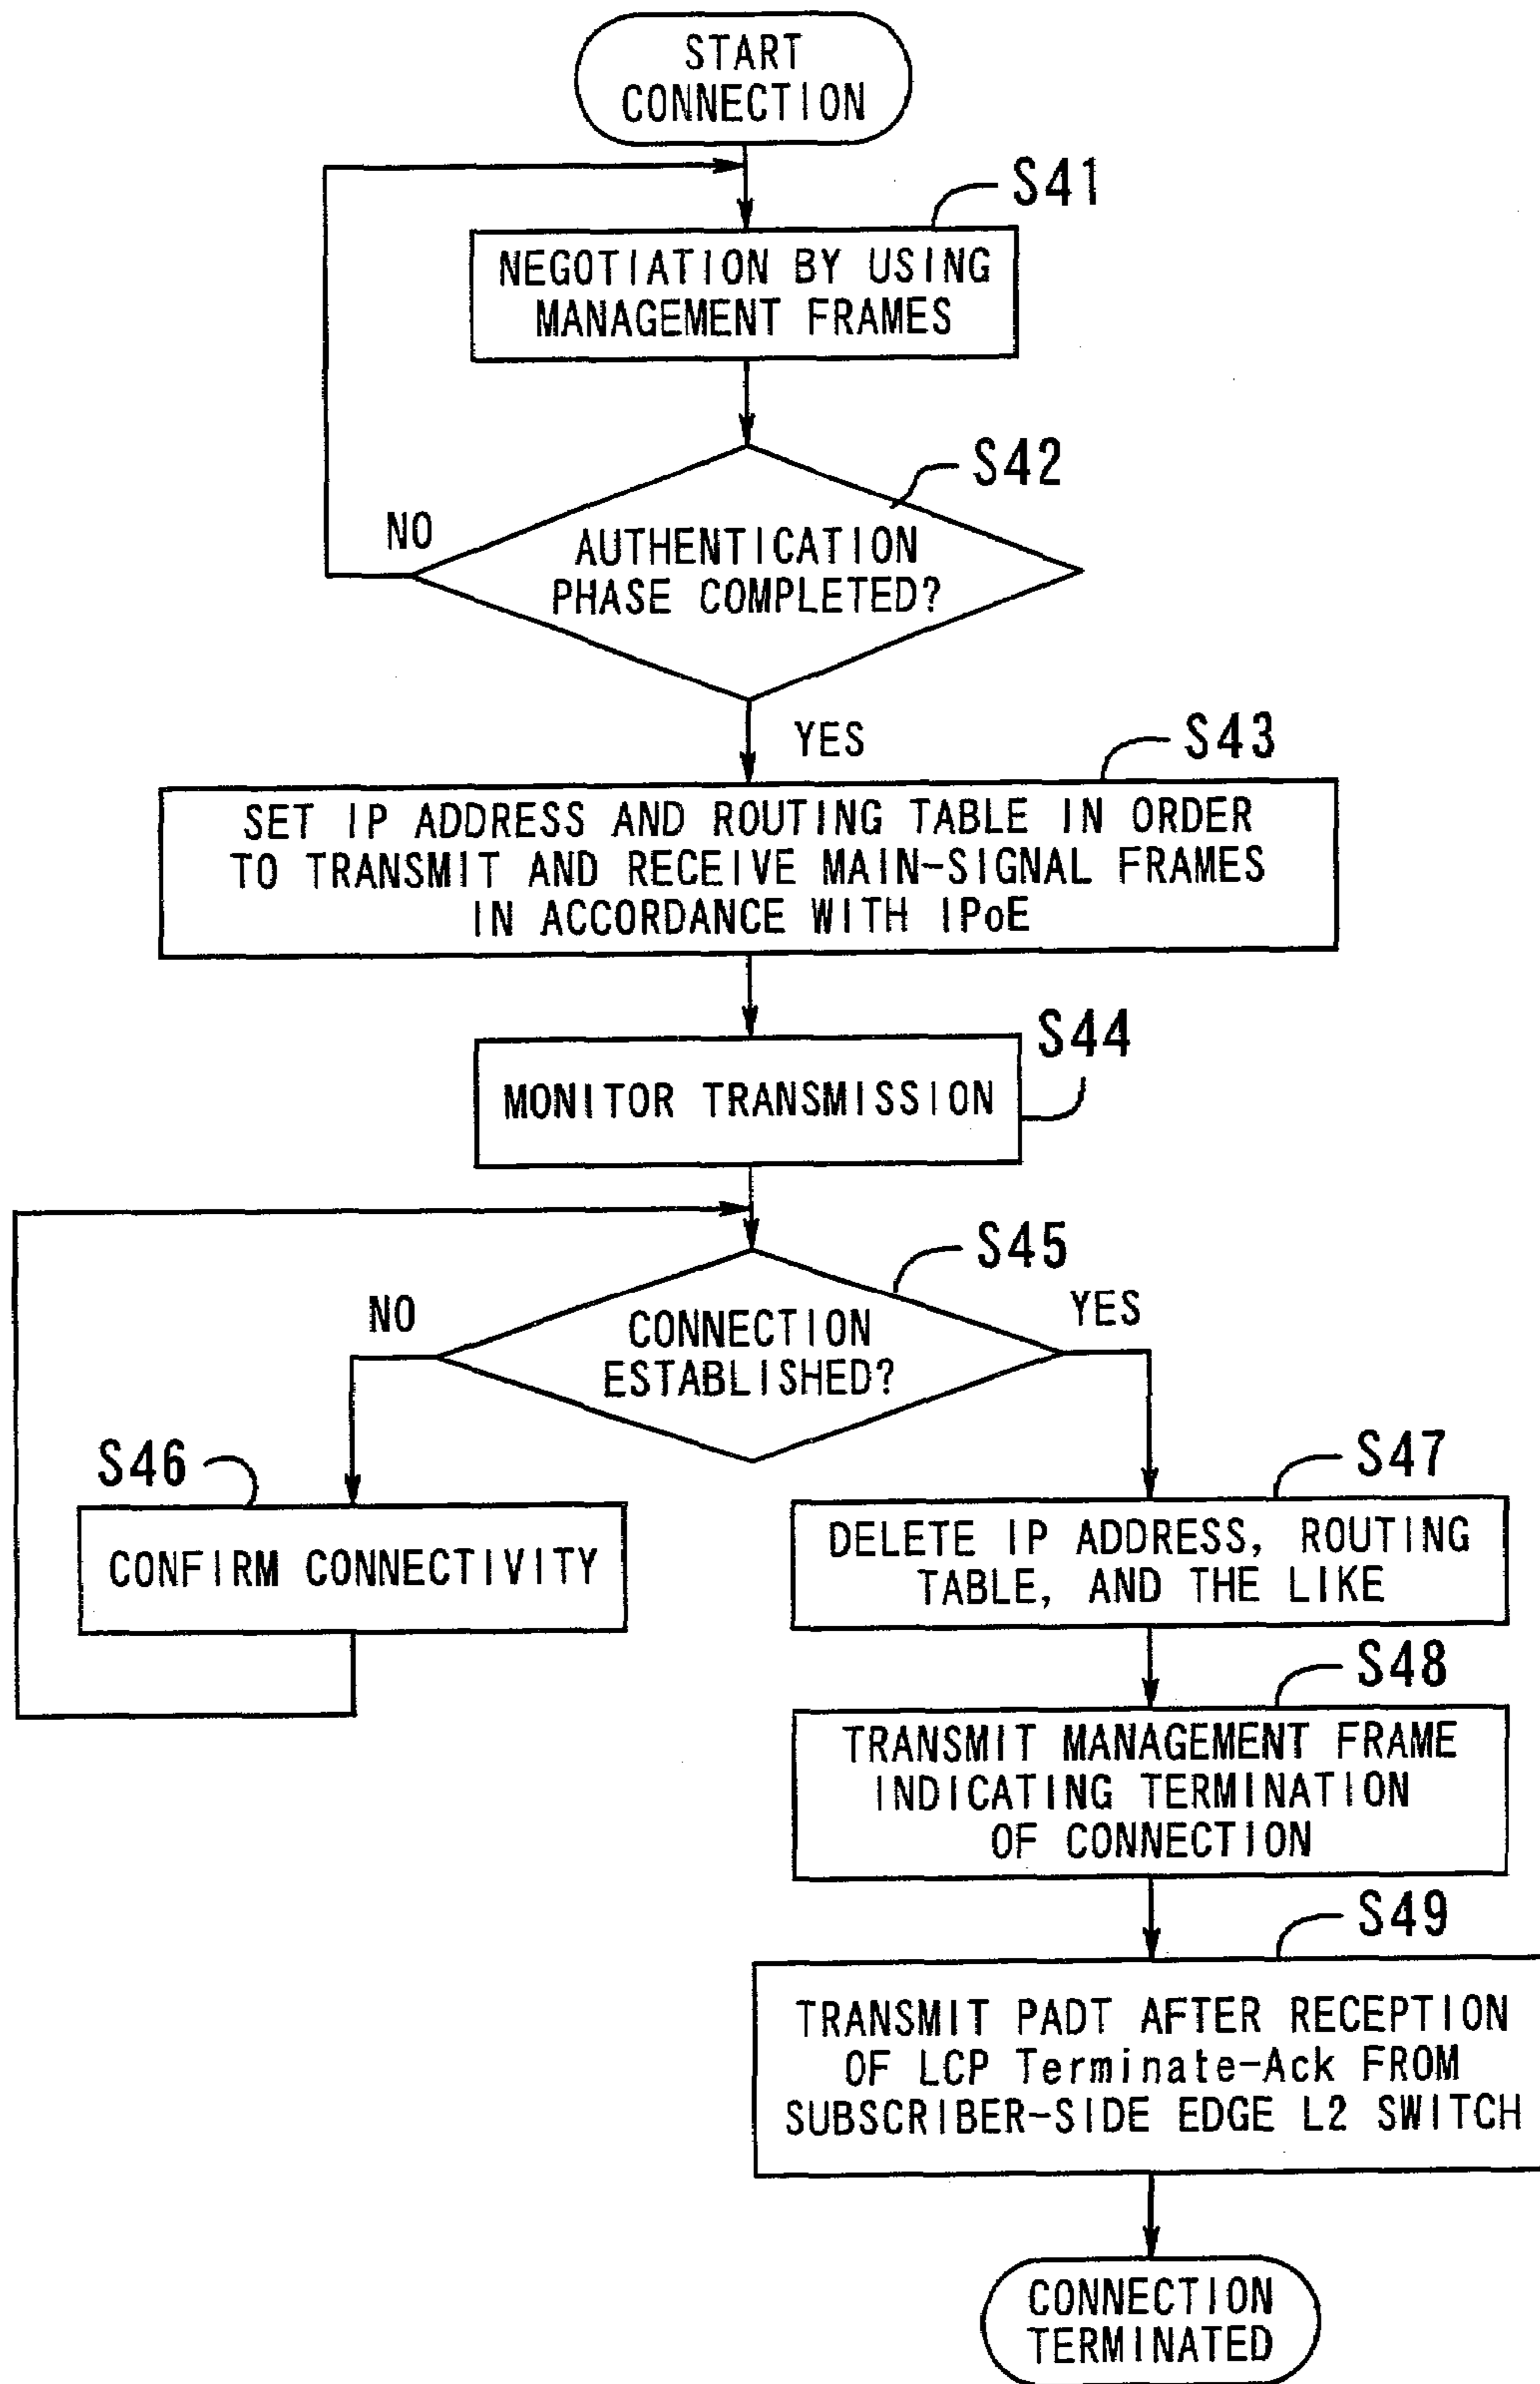 START
CONNECTION
S41
NEGOTIATION BY USING
MANAGEMENT FRAMES
S42
NO
AUTHENTICATION
PHASE COMPLETED?
YES
S43
SET IP ADDRESS AND ROUTING TABLE IN ORDER
TO TRANSMIT AND RECEIVE MAIN-SIGNAL FRAMES
IN ACCORDANCE WITH IPoE
S44
MONITOR TRANSMISSION
S45
NO
YES
CONNECTION
ESTABLISHED?
S46
CONFIRM CONNECTIVITY
S47
DELETE IP ADDRESS, ROUTING
TABLE, AND THE LIKE
S48
TRANSMIT MANAGEMENT FRAME
INDICATING TERMINATION
OF CONNECTION
S49
TRANSMIT PADT AFTER RECEPTION
OF LCP Terminate-Ack FROM
SUBSCRIBER-SIDE EDGE L2 SWITCH
CONNECTION
TERMINATED